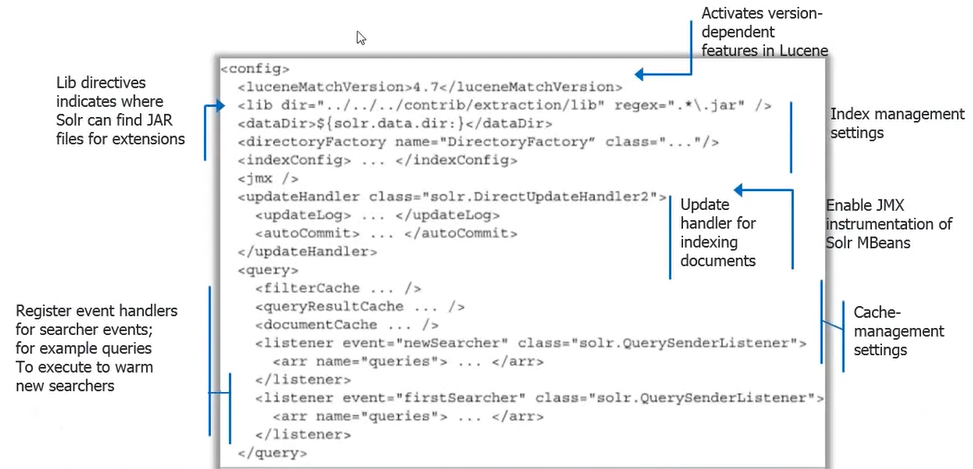 Activates version-
dependent
features in Lucene
Lib directives
indicates where
Solr can find JAR
files for extensions
<config>
<luceneMatchVersion>4.7</luceneMatchVersion>
<lib dir="../../../contrib/extraction/lib" regex=".*\.jar" />
<dataDir>${solr.data.dir:}</dataDir>
<directoryFactory name="DirectoryFactory” class="..."/>
<indexConfig> ... </indexConfig>
<jmx />
<updateHandler class="solr.DirectUpdateHandler2">
<updateLog> ... </updateLog>
<autoCommit> ... </autoCommit>
</updateHandler>
<query>
<filterCache ... />
<queryResultCache ... />
<documentCache ... />
<listener event="newSearcher" class="solr.QuerySenderListener">
<arr name="queries"> ... </arr>
</listener>
<listener event="firstSearcher" class="solr.QuerySenderListener">
<arr name="queries"> ... </arr>
</listener>
</query>
Index management
settings
Update
handler for
indexing
documents
Enable JMX
instrumentation of
Solr MBeans
Register event handlers
for searcher events;
for example queries
To execute to warm
new searchers
Cache-
management
settings